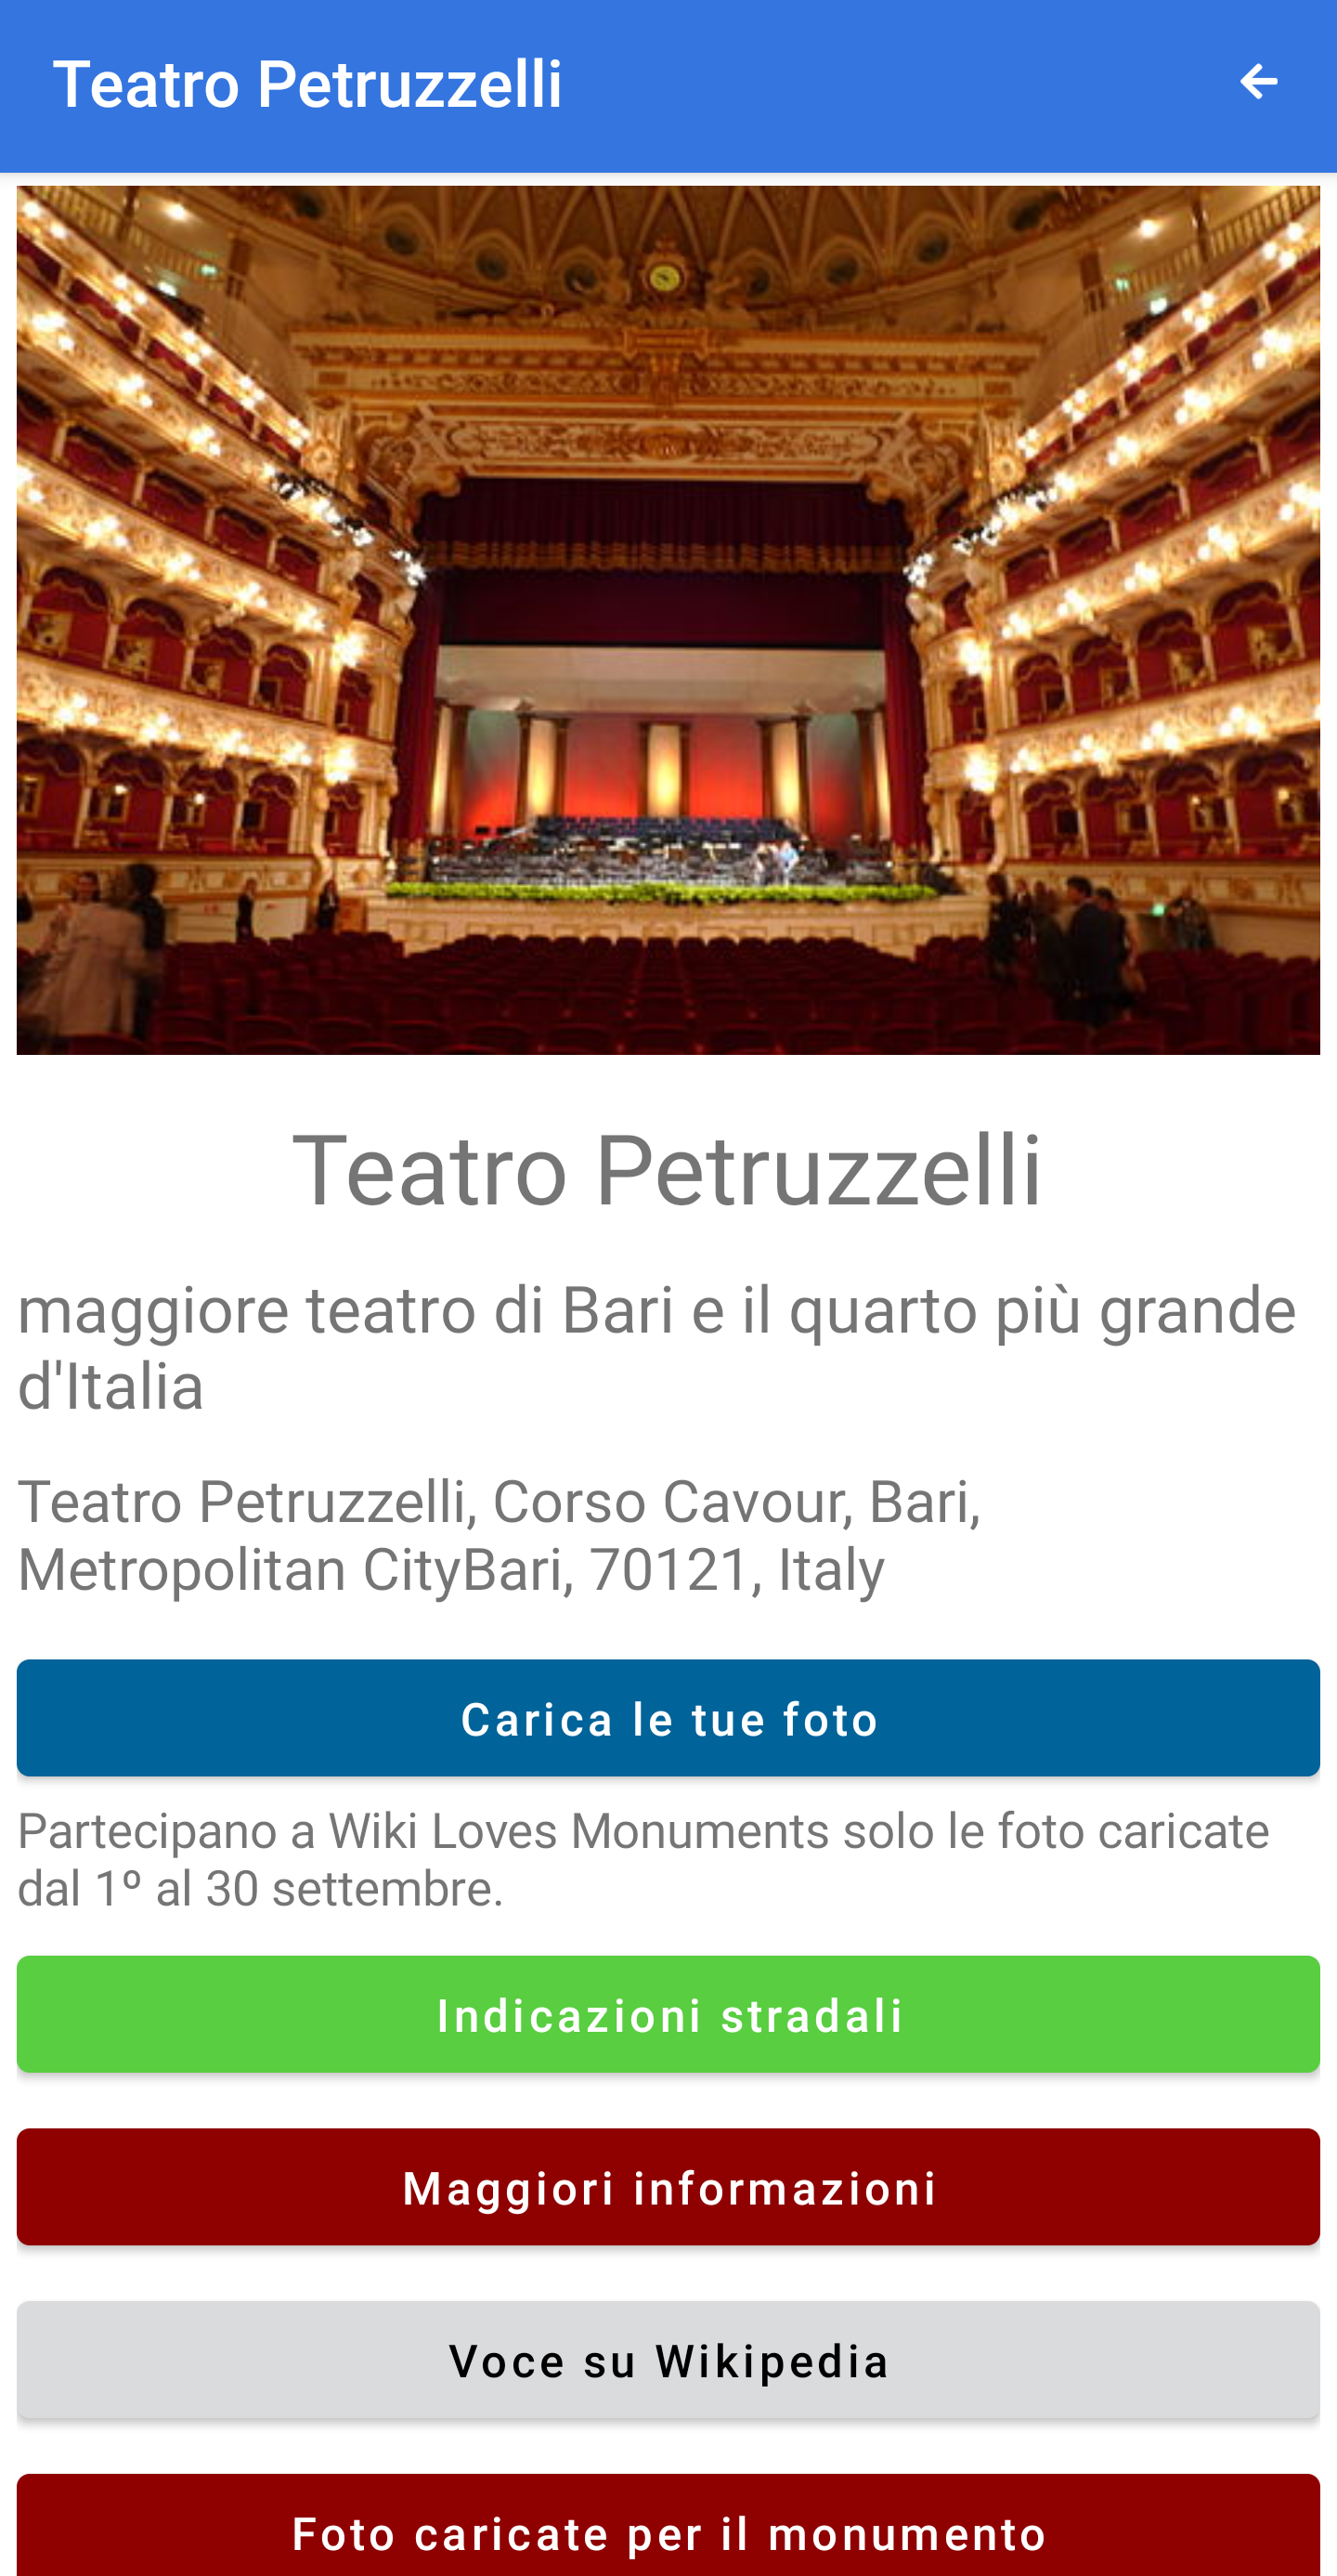 Teatro Petruzzelli
Teatro Petruzzelli
maggiore teatro di Bari e il quarto più grande
d'Italia
Teatro Petruzzelli, Corso Cavour, Bari,
Metropolitan CityBari, 70121, Italy
Carica le tue foto
Partecipano a Wiki Loves Monuments solo le foto caricate
dal 1º al 30 settembre.
Indicazioni stradali
Maggiori informazioni
Voce su Wikipedia
Foto caricate per il monumento